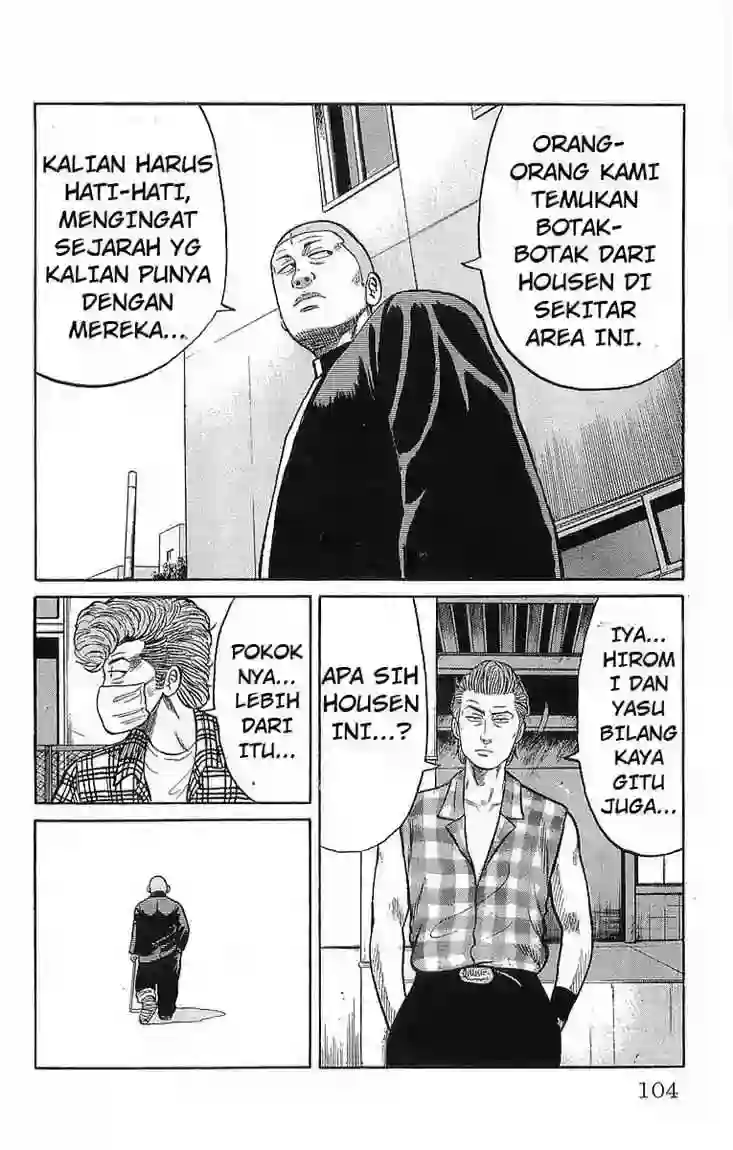 ORANG-
ORANG KAMI
TEMUKAN
BOTAK-
BOTAK DARI
HOUSEN DI
SEKITAR
AREA INI.
KALIAN HARUS
HATI-HATI,
MENGINGAT
SEJARAH YG
KALIAN PUNYA
DENGAN
MEREKA...
IYA...
HIROM
I DAN
YASU
BILANG
KAYA
GITU
JUGA...
APA SIH
HOUSEN
INI...?
POKOK
NYA...
LEBIH
DARI
ITU...
104